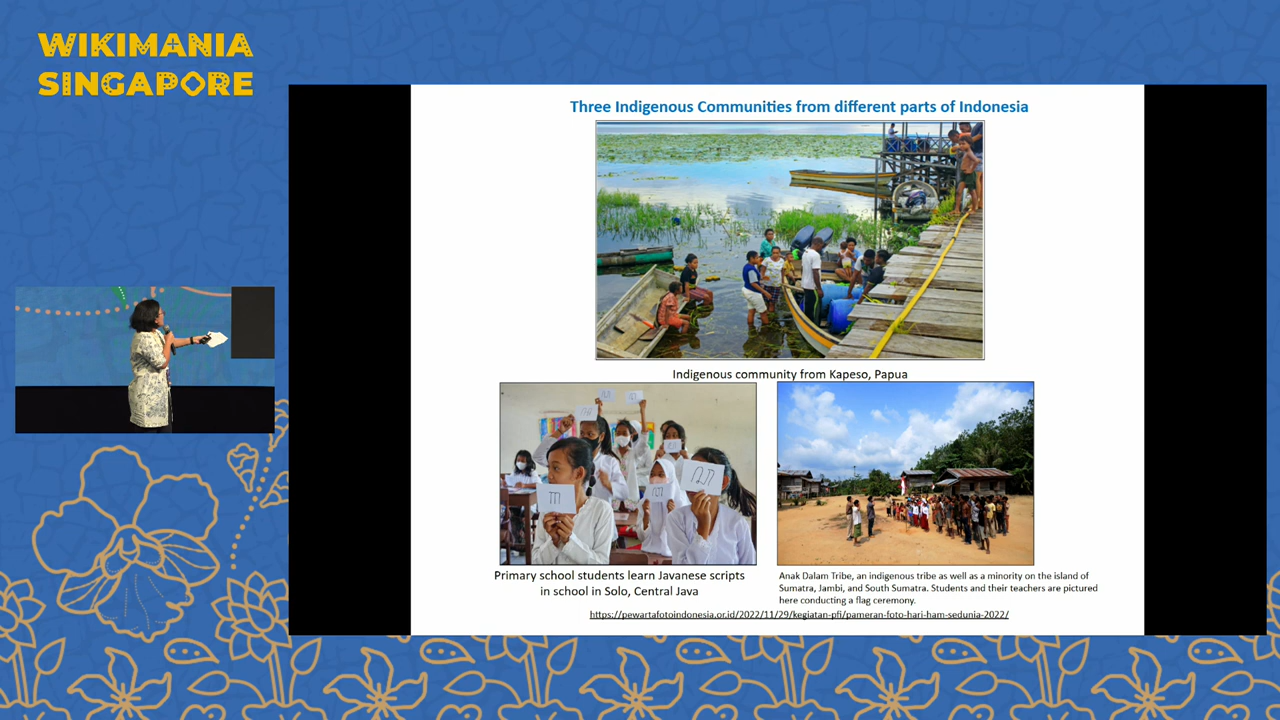 WIKIMANIA
SINGAPORE
Three Indigenous Communities from different parts of Indonesia
Indigenous community from Kapeso, Papua
Primary school students learn Javanese scripts
in school in Solo, Central Java
Anak Dalam Tribe, an indigenous tribe as well as a minority on the island of
Sumatra, Jambi, and South Sumatra. Students and their teachers are pictured
here conducting a flag ceremony.
https://pewartafotoindonesia.or.id/2022/11/29/kegiatan-pfi/pameran-foto-hari-ham-sedunia-2022/